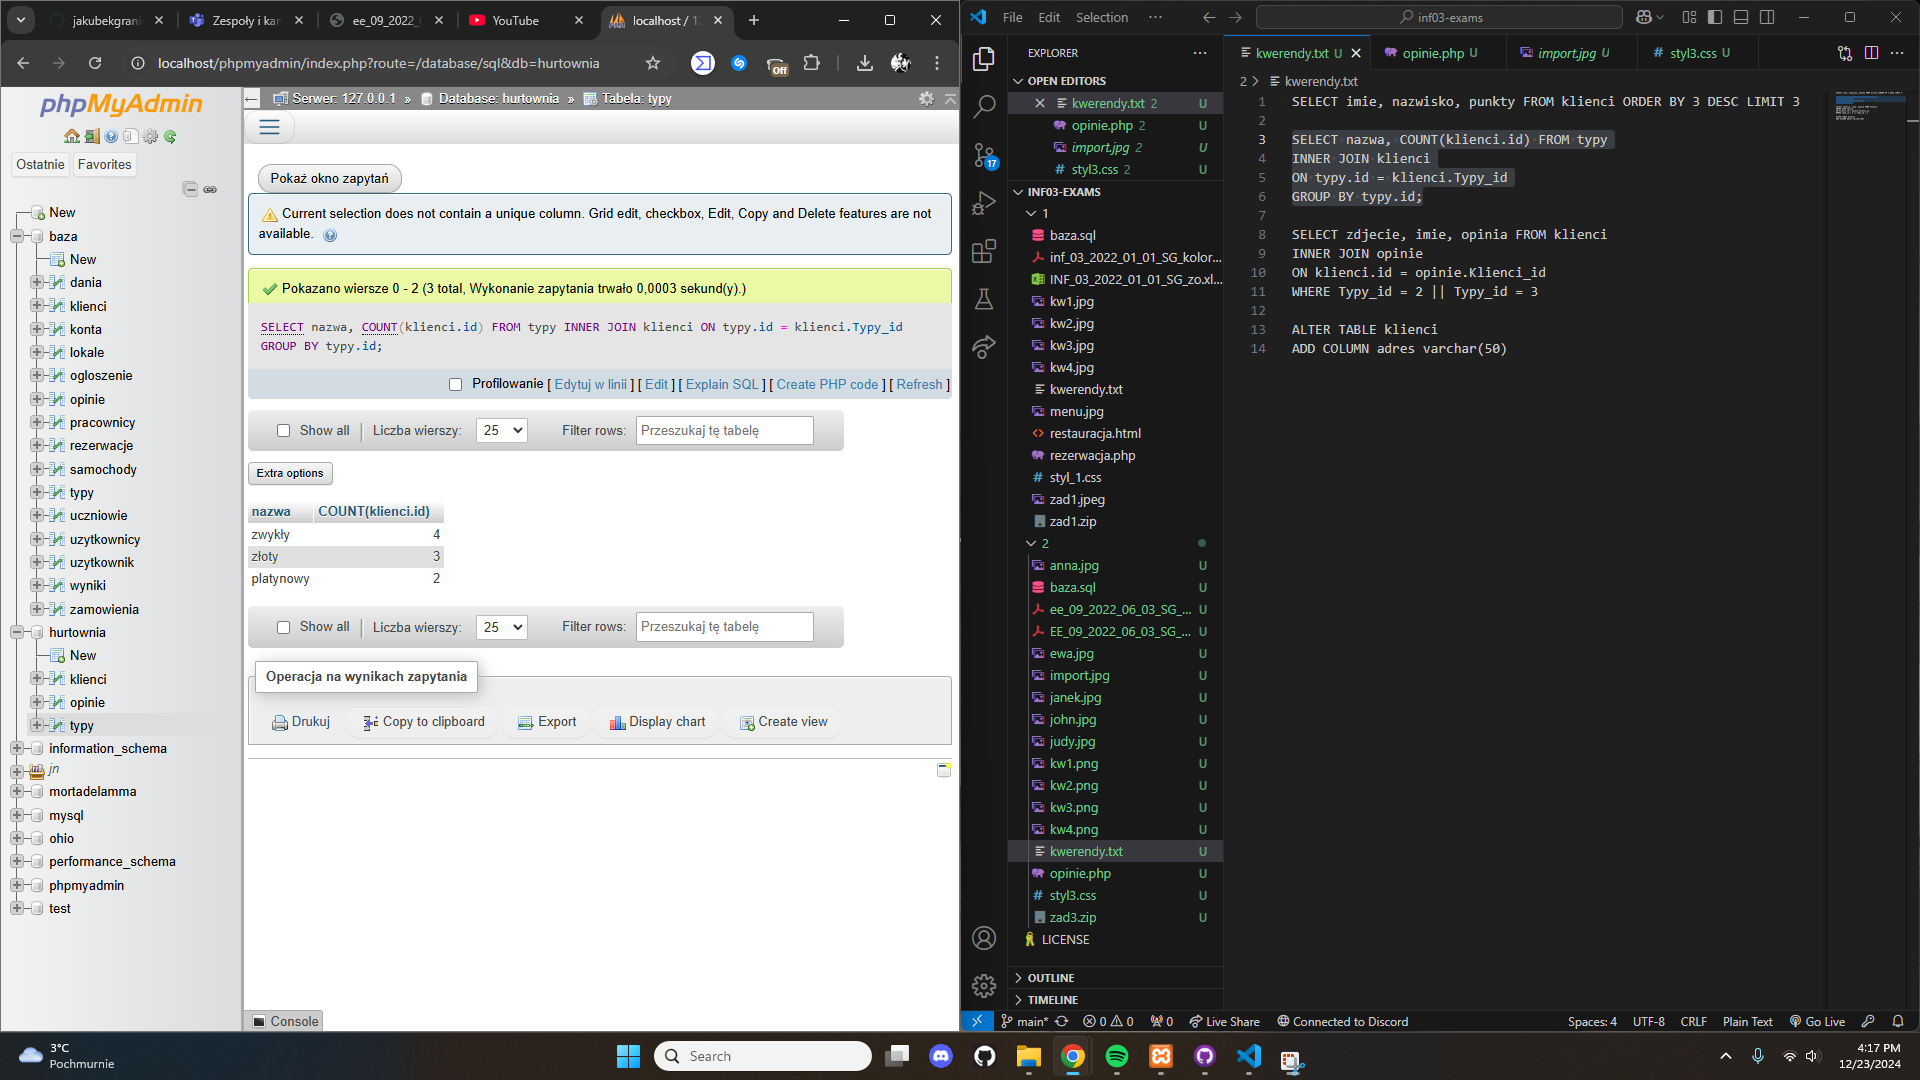 jakubekgrani
Zespoły i kan
ee_09_2022_0
YouTube
localhost / 12
localhost/phpmyadmin/index.php?route=/database/sql&db=hurtownia
Off
phpMyAdmin
Ostatnie
Favorites
New
baza
New
dania
klienci
konta
lokale
ogloszenie
opinie
pracownicy
rezerwacje
samochody
typy
uczniowie
uzytkownicy
uzytkownik
wyniki
zamowienia
hurtownia
New
klienci
opinie
typy
information_schema
jn
mortadelamma
mysql
ohio
performance_schema
phpmyadmin
test
Serwer: 127.0.0.1 » Database: hurtownia » Tabela: typy
Pokaż okno zapytań
Current selection does not contain a unique column. Grid edit, checkbox, Edit, Copy and Delete features are not
available.
Pokazano wiersze 0 - 2 (3 total, Wykonanie zapytania trwało 0,0003 sekund(y).)
SELECT nazwa, COUNT(klienci.id) FROM typy INNER JOIN klienci ON typy.id = klienci.Typy_id
GROUP BY typy.id;
Profilowanie [ Edytuj w linii ] [ Edit ] [ Explain SQL ] [ Create PHP code ] [ Refresh ]
Show all Liczba wierszy: 25 Filter rows: Przeszukaj tę tabelę
Extra options
nazwa COUNT(klienci.id)
zwykły 4
złoty 3
platynowy 2
Show all Liczba wierszy: 25 Filter rows: Przeszukaj tę tabelę
Operacja na wynikach zapytania
Drukuj Copy to clipboard Export Display chart Create view
Console
File Edit Selection ···
inf03-exams
EXPLORER
OPEN EDITORS
kwerendy.txt 2 U
opinie.php 2 U
import.jpg 2 U
styl3.css 2 U
17
INF03-EXAMS
1
baza.sql
inf_03_2022_01_01_SG_kolor...
INF_03_2022_01_01_SG_zo.xl...
kw1.jpg
kw2.jpg
kw3.jpg
kw4.jpg
kwerendy.txt
menu.jpg
restauracja.html
rezerwacja.php
styl_1.css
zad1.jpeg
zad1.zip
2
anna.jpg U
baza.sql U
ee_09_2022_06_03_SG_... U
EE_09_2022_06_03_SG_... U
ewa.jpg U
import.jpg U
janek.jpg U
john.jpg U
judy.jpg U
kw1.png U
kw2.png U
kw3.png U
kw4.png U
kwerendy.txt U
opinie.php U
styl3.css U
zad3.zip U
LICENSE
OUTLINE
TIMELINE
kwerendy.txt U
opinie.php U
import.jpg U
styl3.css U
2 > kwerendy.txt
1 SELECT imie, nazwisko, punkty FROM klienci ORDER BY 3 DESC LIMIT 3
2
3 SELECT nazwa, COUNT(klienci.id) FROM typy
4 INNER JOIN klienci
5 ON typy.id = klienci.Typy_id
6 GROUP BY typy.id;
7
8 SELECT zdjecie, imie, opinia FROM klienci
9 INNER JOIN opinie
10 ON klienci.id = opinie.Klienci_id
11 WHERE Typy_id = 2 || Typy_id = 3
12
13 ALTER TABLE klienci
14 ADD COLUMN adres varchar(50)
main* 0 0 0 Live Share Connected to Discord
Spaces: 4 UTF-8 CRLF Plain Text Go Live
3°C
Pochmurnie
Search
4:17 PM
12/23/2024